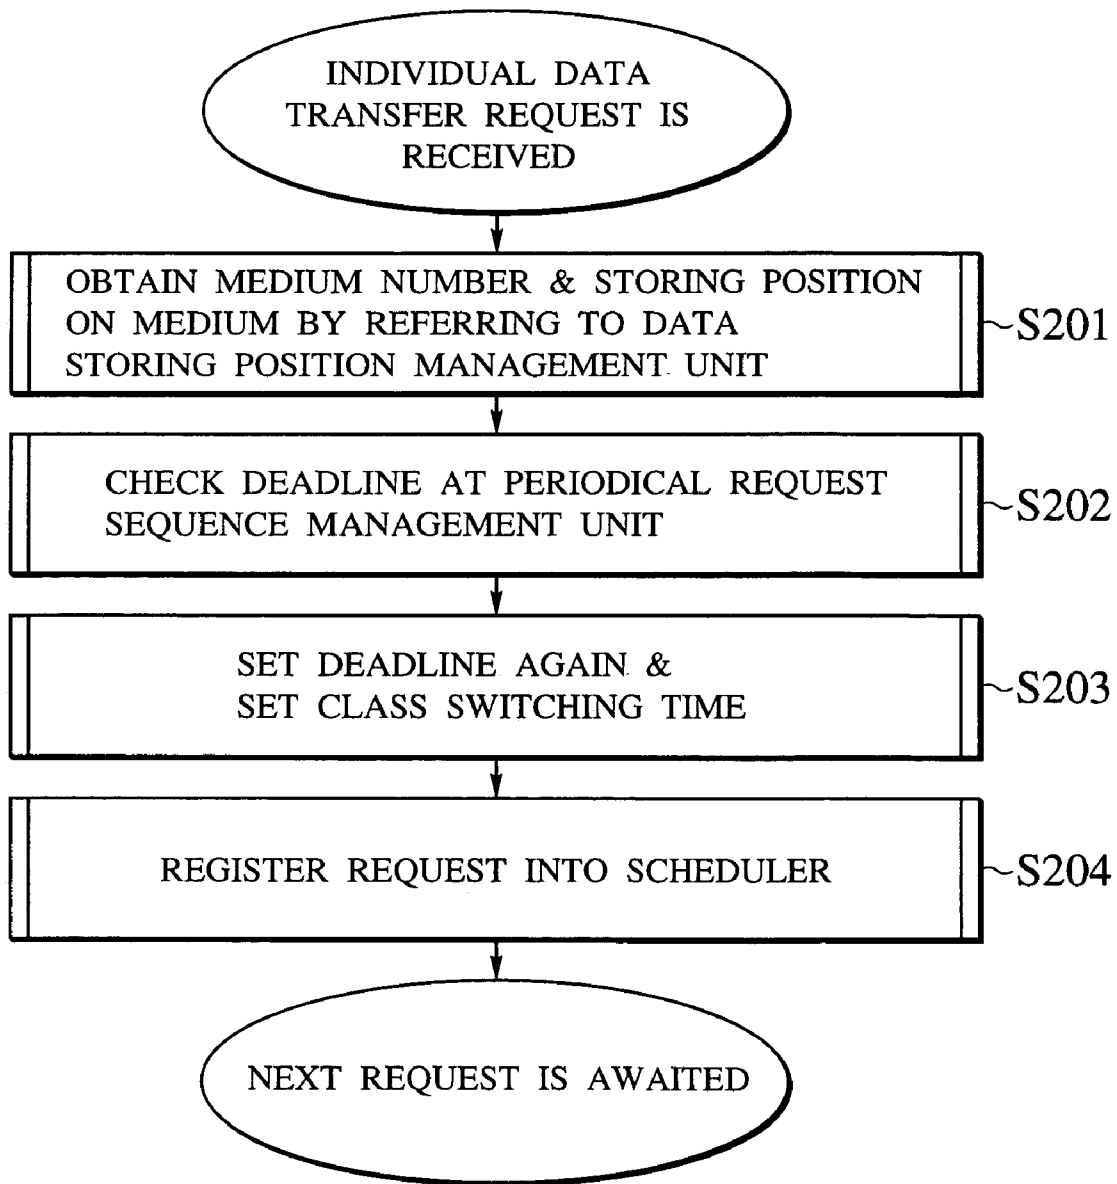 INDIVIDUAL DATA
TRANSFER REQUEST IS
RECEIVED
OBTAIN MEDIUM NUMBER & STORING POSITION
ON MEDIUM BY REFERRING TO DATA
STORING POSITION MANAGEMENT UNIT
S201
CHECK DEADLINE AT PERIODICAL REQUEST
SEQUENCE MANAGEMENT UNIT
S202
SET DEADLINE AGAIN &
SET CLASS SWITCHING TIME
S203
REGISTER REQUEST INTO SCHEDULER
S204
NEXT REQUEST IS AWAITED